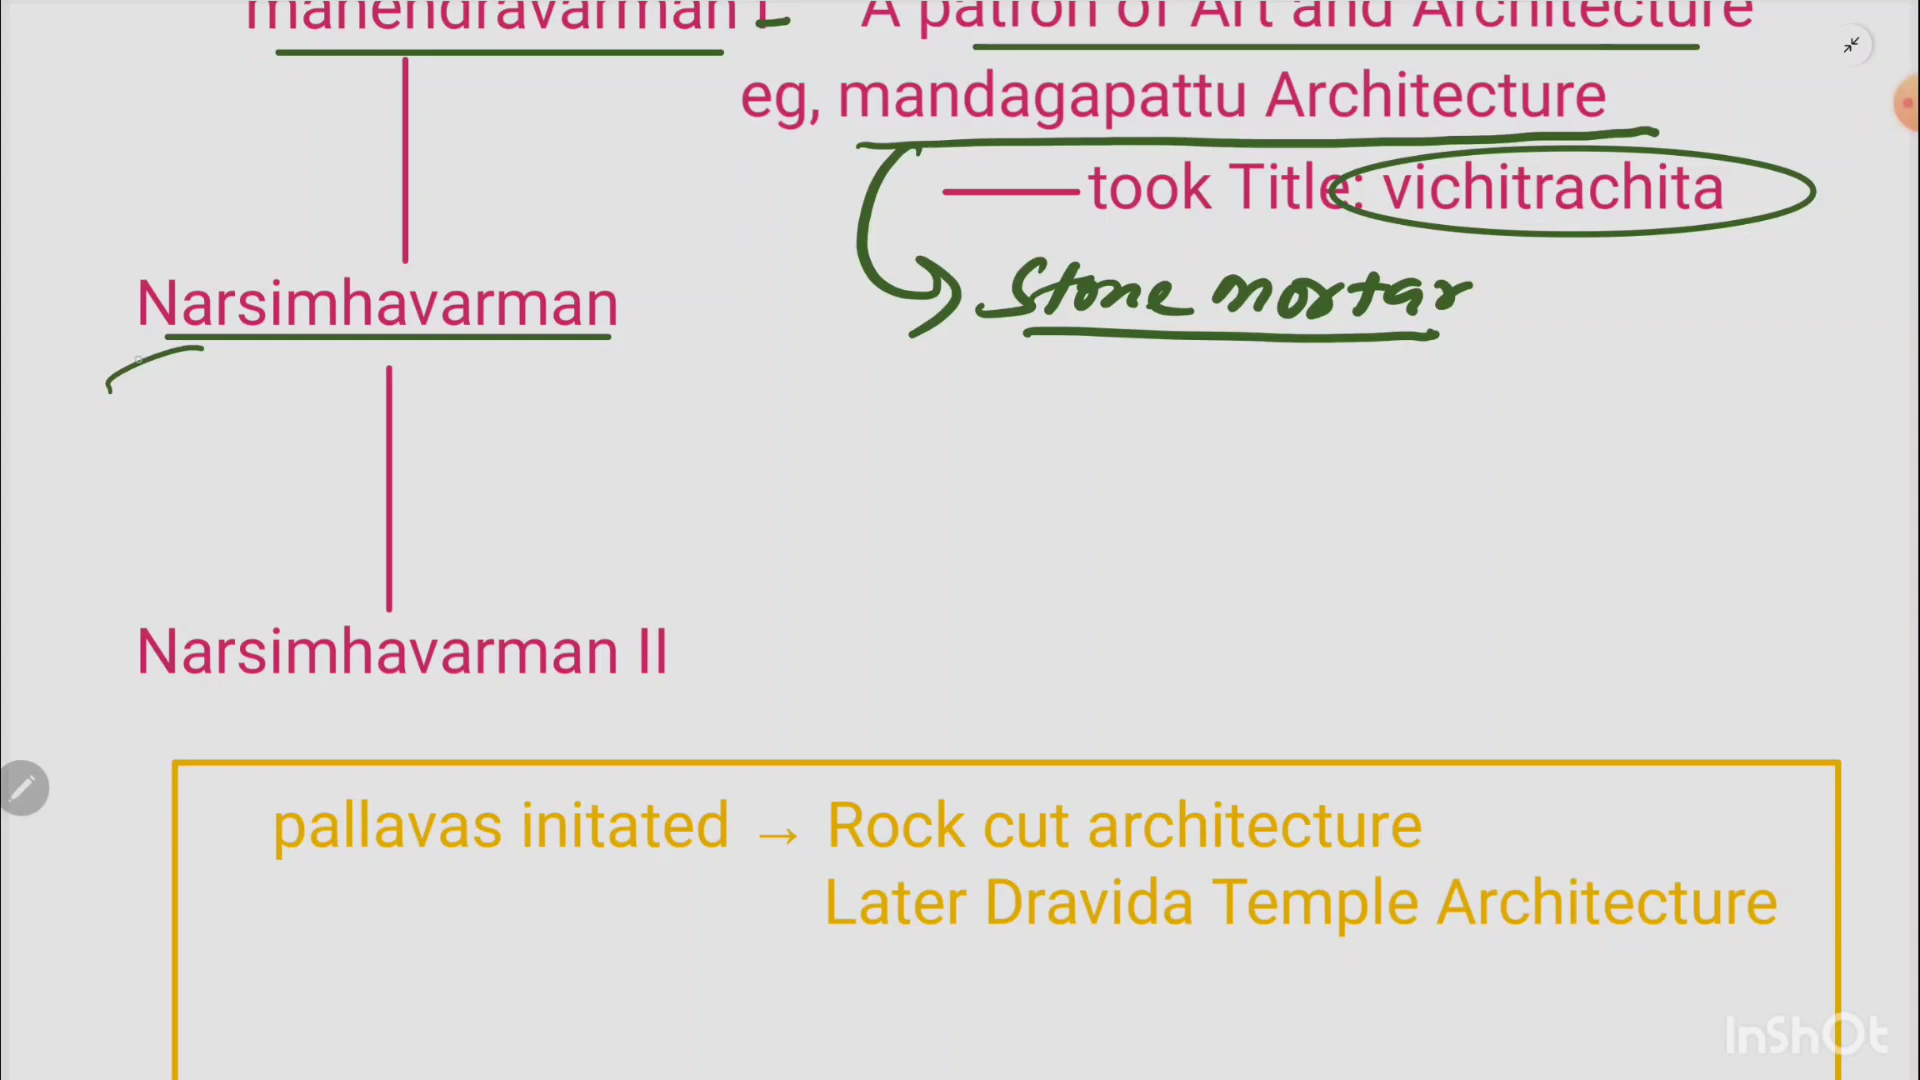 mahendravarman I A patron of Art and Architecture
eg, mandagapattu Architecture
took Title: vichitrachita
Stone mortar
Narsimhavarman
Narsimhavarman II
pallavas initated → Rock cut architecture
Later Dravida Temple Architecture
InShOt